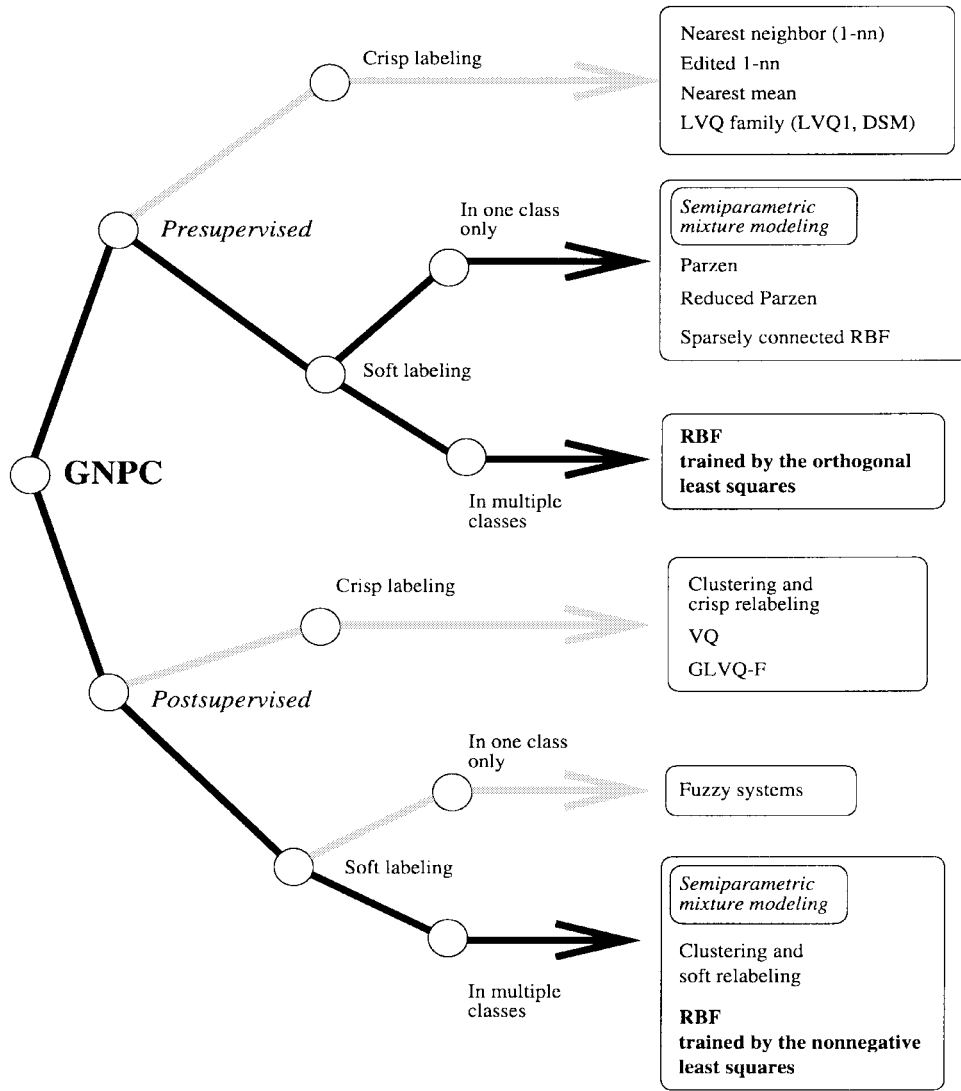 Crisp labeling
Nearest neighbor (1-nn)
Edited 1-nn
Nearest mean
LVQ family (LVQ1, DSM)
Presupervised
In one class
only
Semiparametric
mixture modeling
Parzen
Reduced Parzen
Sparsely connected RBF
Soft labeling
In multiple
classes
RBF
trained by the orthogonal
least squares
GNPC
Crisp labeling
Clustering and
crisp relabeling
VQ
GLVQ-F
Postsupervised
In one class
only
Fuzzy systems
Soft labeling
In multiple
classes
Semiparametric
mixture modeling
Clustering and
soft relabeling
RBF
trained by the nonnegative
least squares